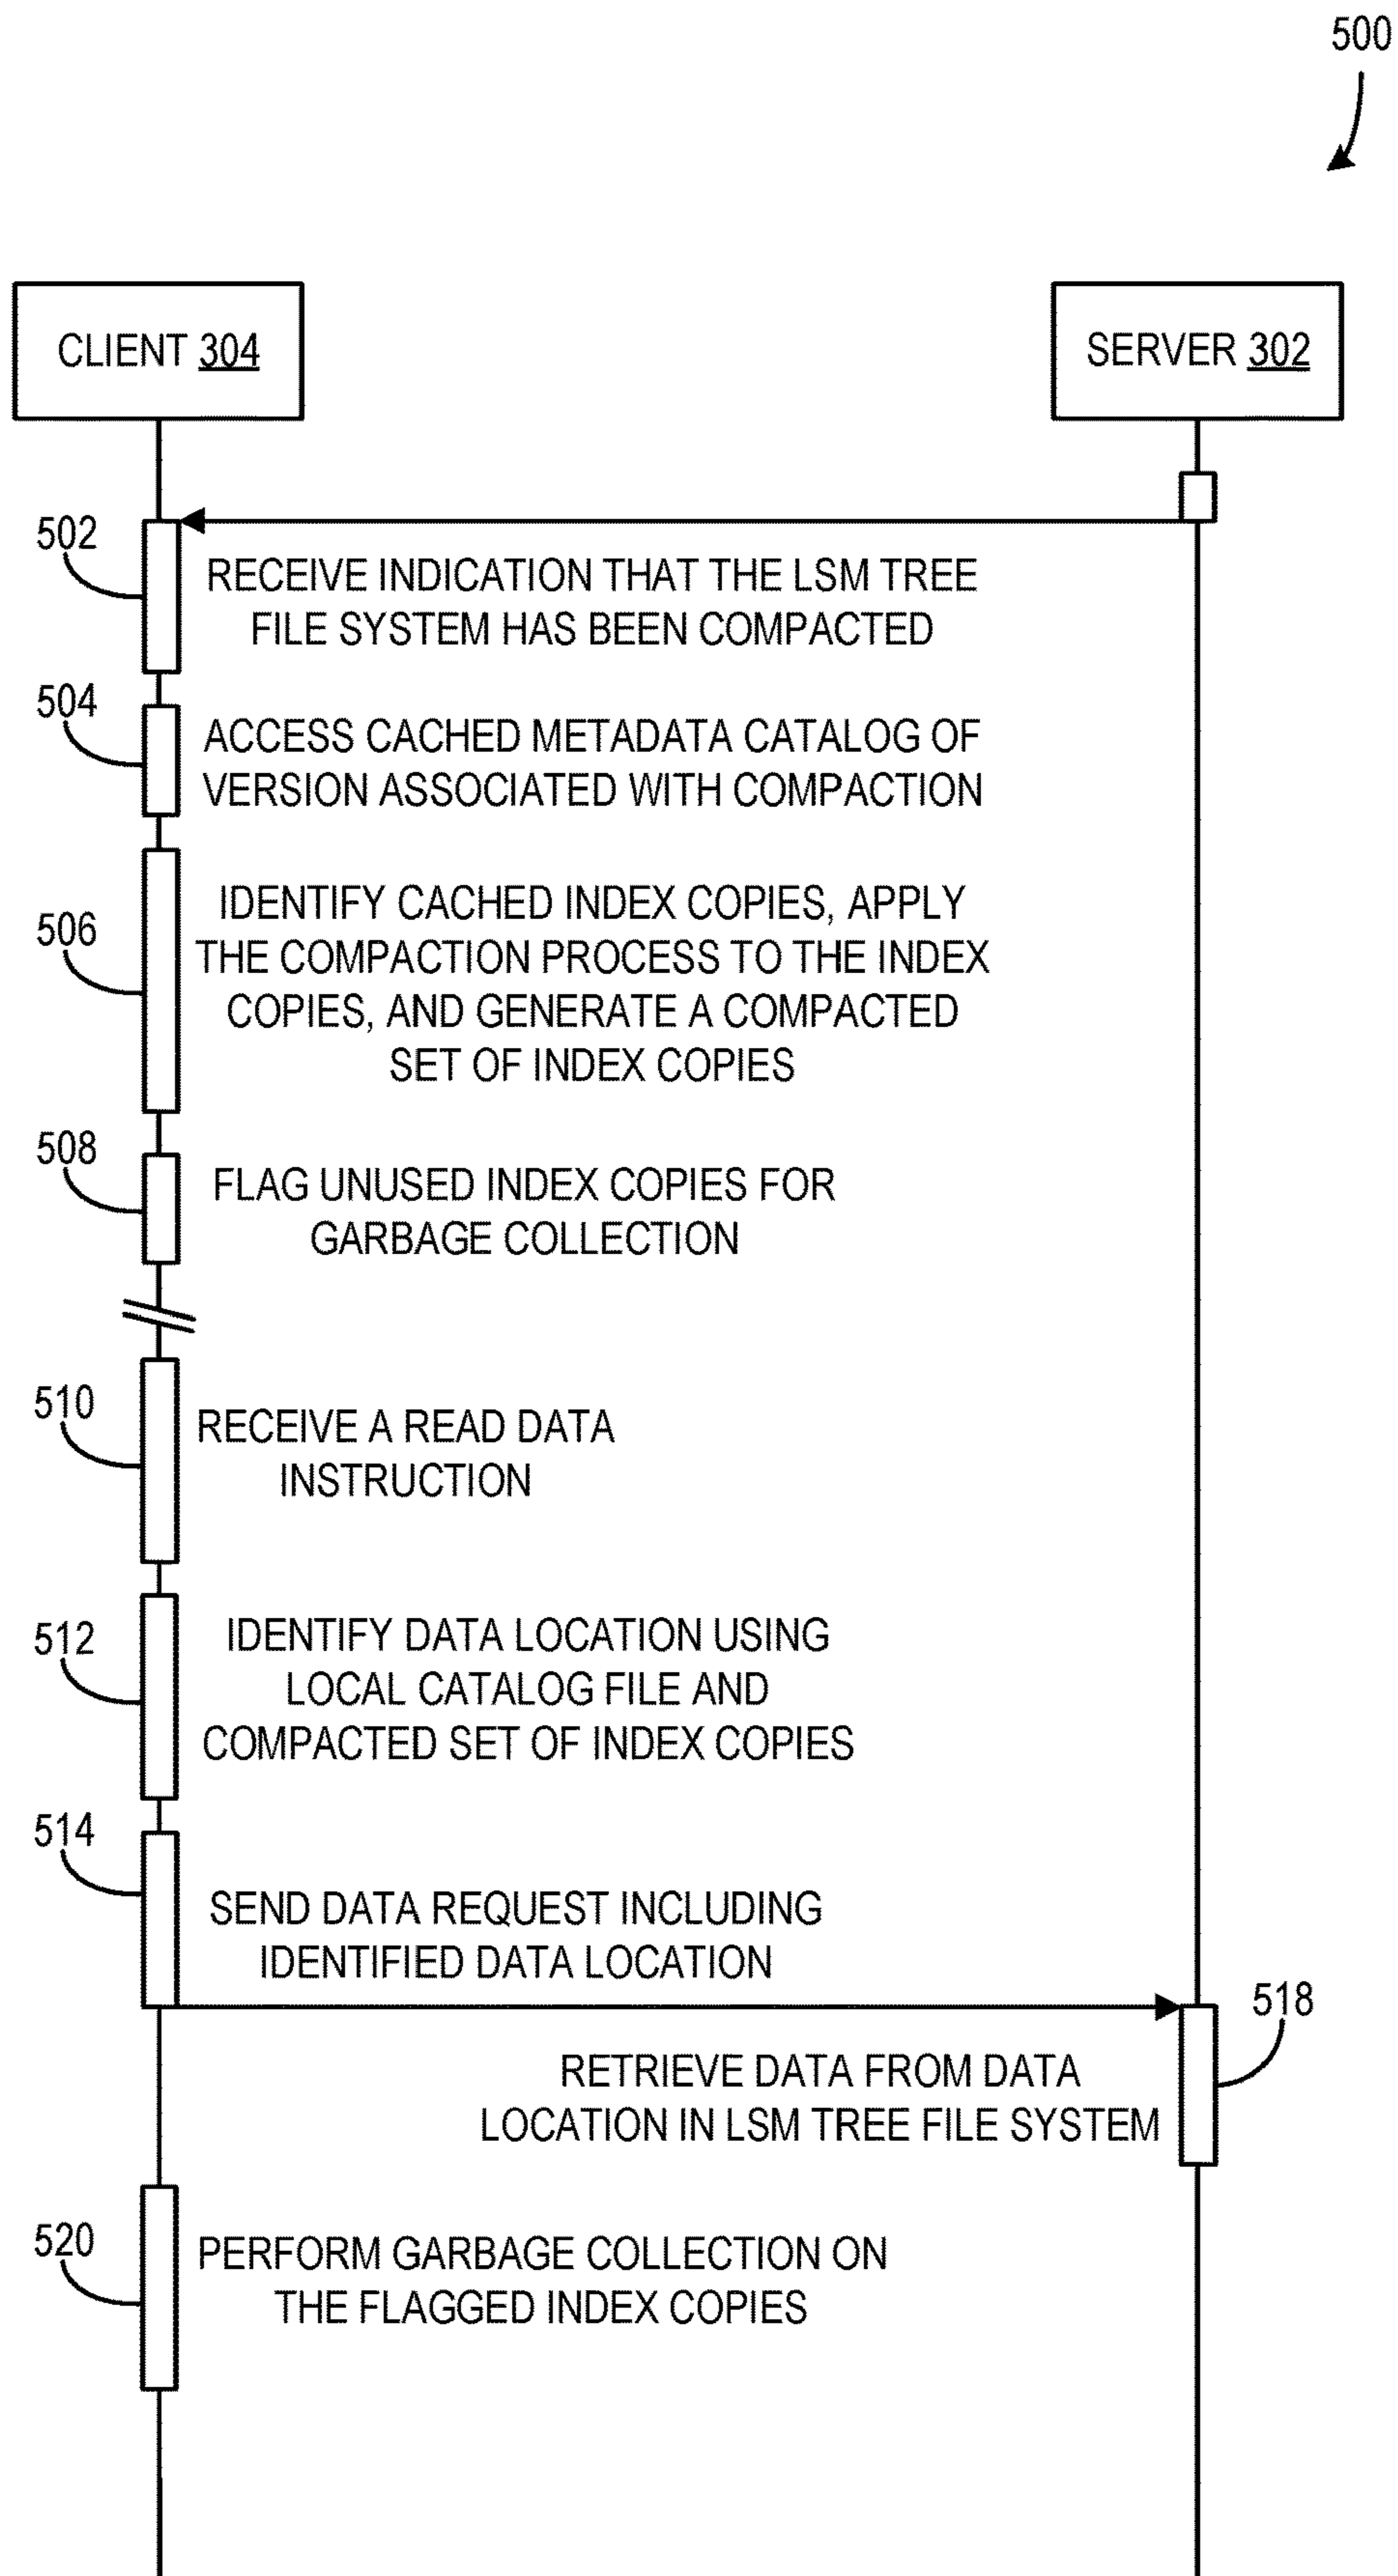 500
CLIENT 304
SERVER 302
502
RECEIVE INDICATION THAT THE LSM TREE
FILE SYSTEM HAS BEEN COMPACTED
504
ACCESS CACHED METADATA CATALOG OF
VERSION ASSOCIATED WITH COMPACTION
506
IDENTIFY CACHED INDEX COPIES, APPLY
THE COMPACTION PROCESS TO THE INDEX
COPIES, AND GENERATE A COMPACTED
SET OF INDEX COPIES
508
FLAG UNUSED INDEX COPIES FOR
GARBAGE COLLECTION
510
RECEIVE A READ DATA
INSTRUCTION
512
IDENTIFY DATA LOCATION USING
LOCAL CATALOG FILE AND
COMPACTED SET OF INDEX COPIES
514
SEND DATA REQUEST INCLUDING
IDENTIFIED DATA LOCATION
518
RETRIEVE DATA FROM DATA
LOCATION IN LSM TREE FILE SYSTEM
520
PERFORM GARBAGE COLLECTION ON
THE FLAGGED INDEX COPIES